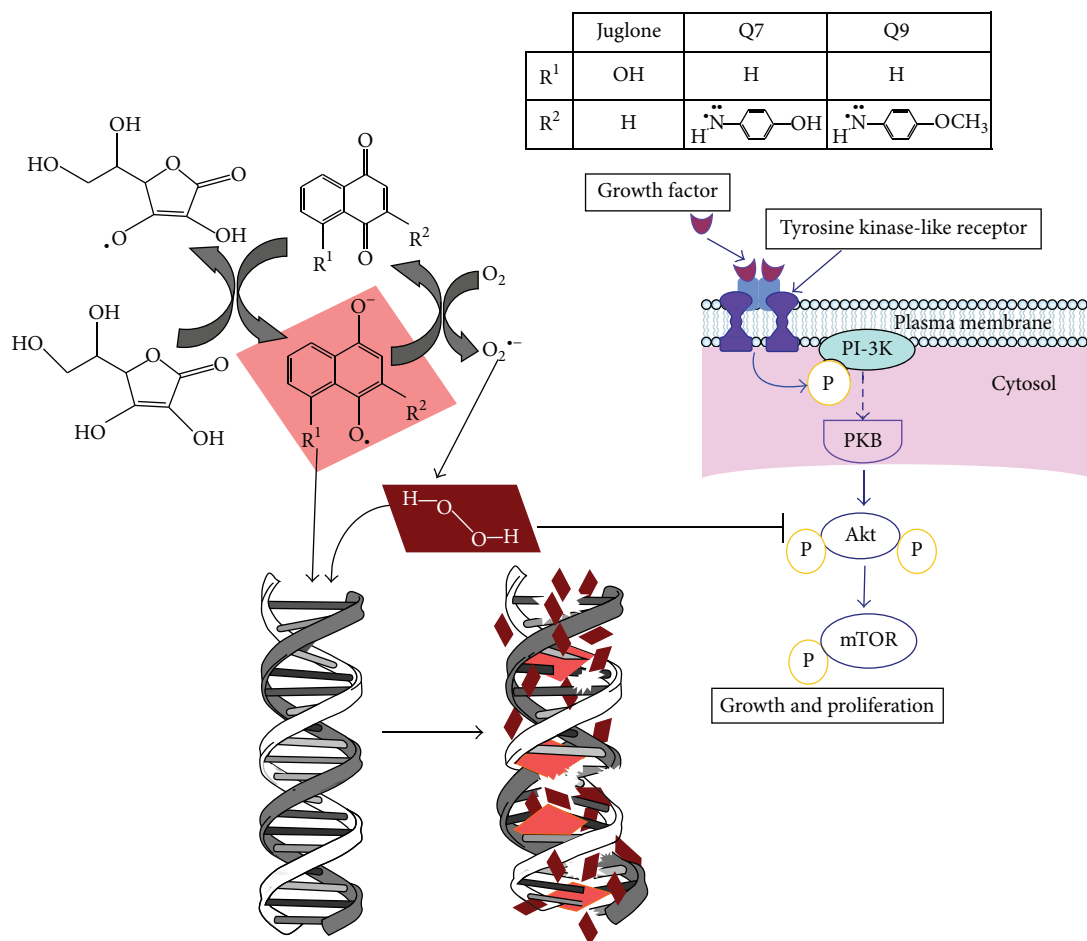 Juglone Q7 Q9
R¹ OH H H
R² H H N OH H N OCH₃
Growth factor
Tyrosine kinase-like receptor
Plasma membrane
PI-3K
P
Cytosol
PKB
Akt
P P
mTOR
P
Growth and proliferation
OH
HO
O O
O OH
•
O
R²
R¹ O
O₂
O₂•⁻
OH
HO
O O
HO OH
O⁻
R²
R¹ O•
H O
O H